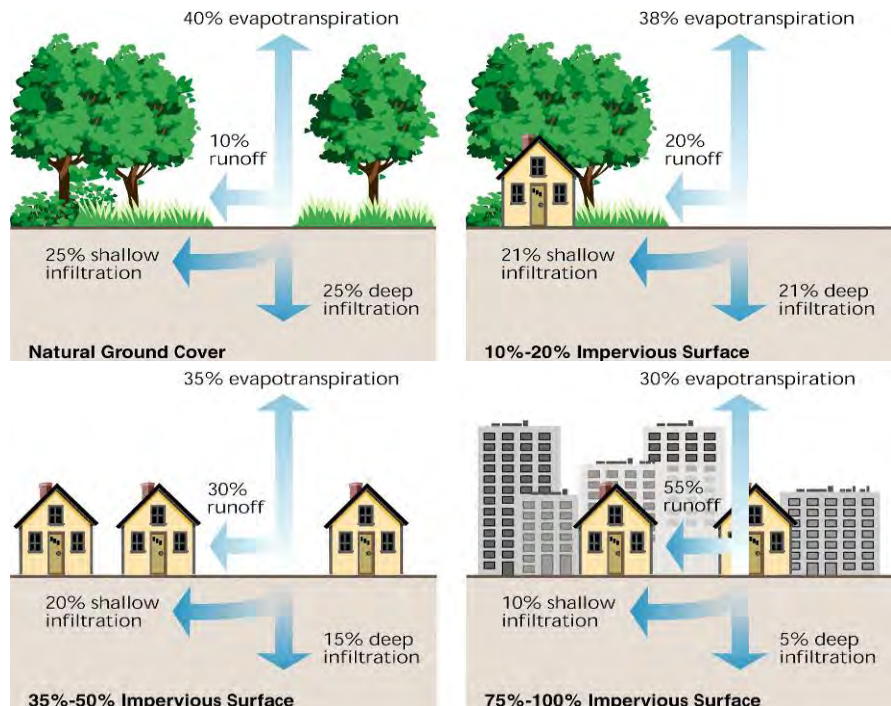 40% evapotranspiration
10%
runoff
25% shallow
infiltration
25% deep
infiltration
Natural Ground Cover
38% evapotranspiration
20%
runoff
21% shallow
infiltration
21% deep
infiltration
10%-20% Impervious Surface
35% evapotranspiration
30%
runoff
20% shallow
infiltration
15% deep
infiltration
35%-50% Impervious Surface
30% evapotranspiration
55%
runoff
10% shallow
infiltration
5% deep
infiltration
75%-100% Impervious Surface